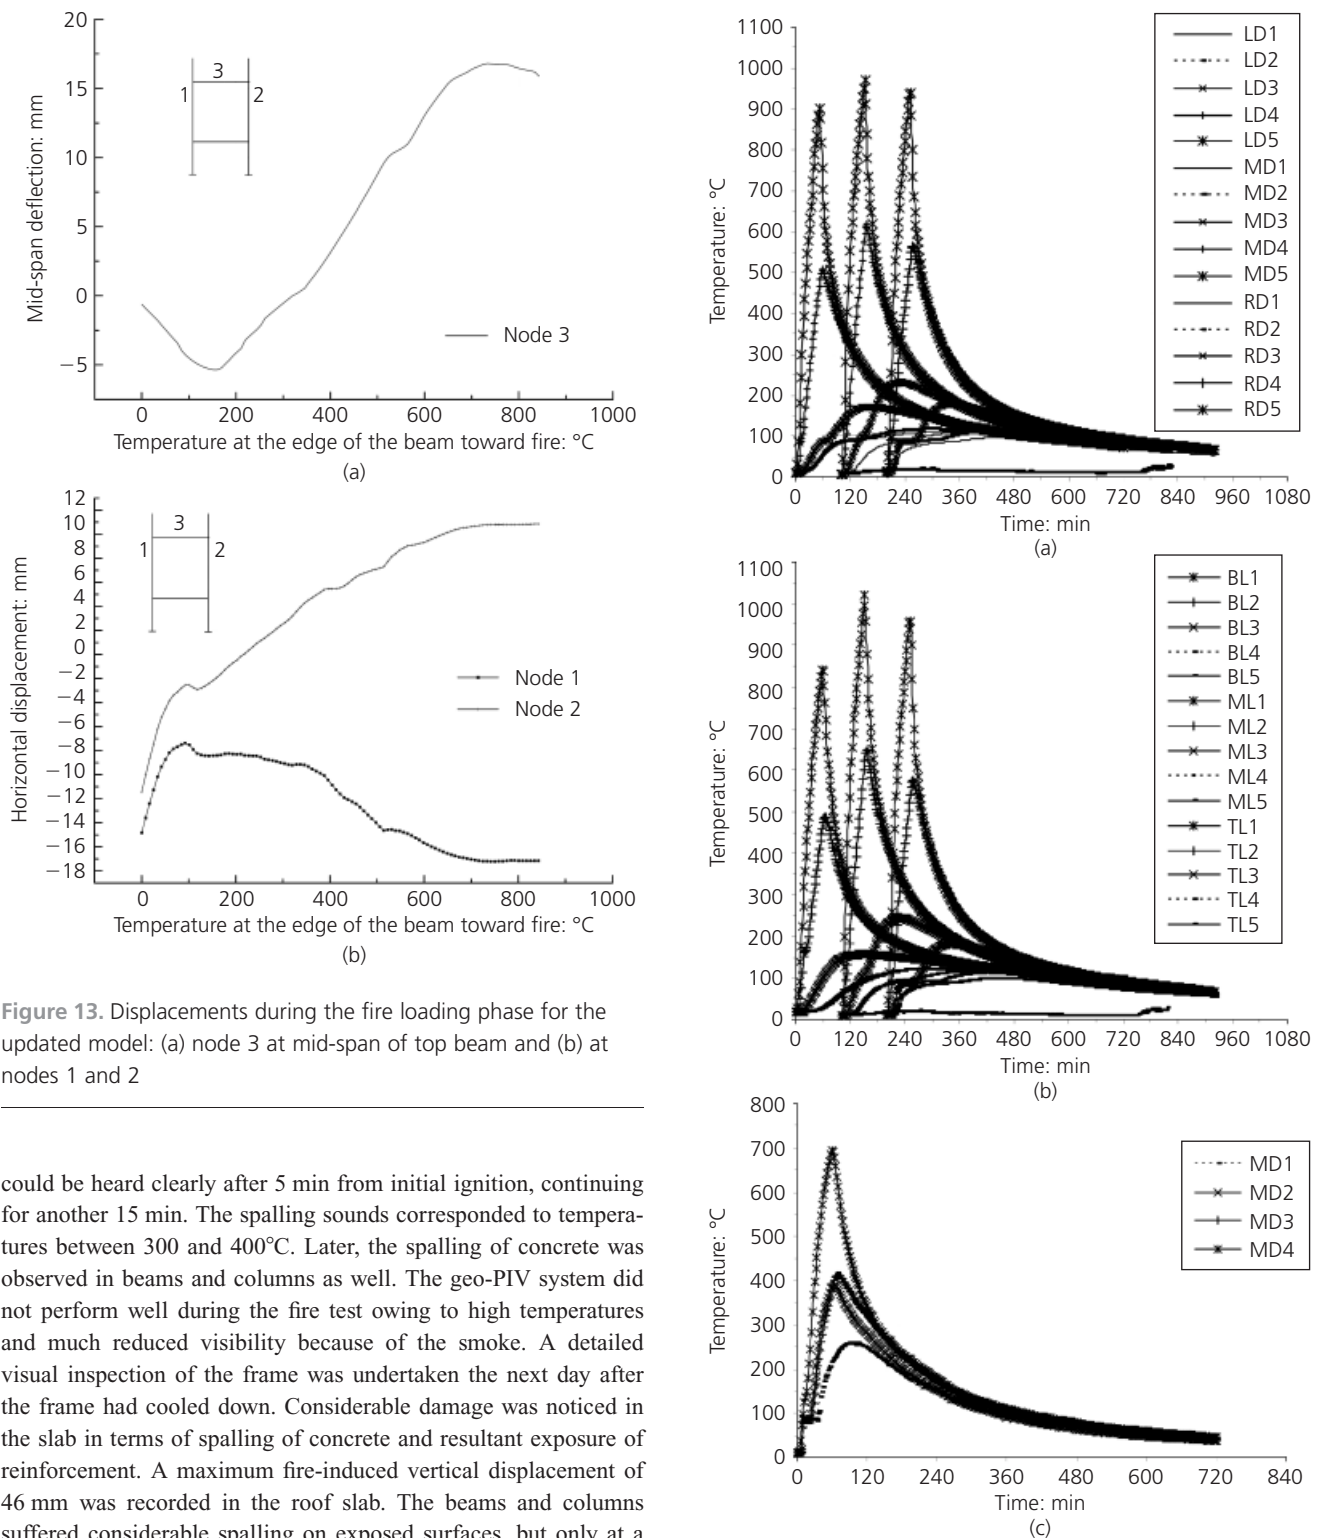 20
15
10
5
0
−5
Mid-span deflection: mm
3
1
2
Node 3
0 200 400 600 800 1000
Temperature at the edge of the beam toward fire: °C
(a)
12
10
8
6
4
2
0
−2
−4
−6
−8
−10
−12
−14
−16
−18
Horizontal displacement: mm
3
1
2
Node 1
Node 2
0 200 400 600 800 1000
Temperature at the edge of the beam toward fire: °C
(b)
Figure 13. Displacements during the fire loading phase for the
updated model: (a) node 3 at mid-span of top beam and (b) at
nodes 1 and 2
could be heard clearly after 5 min from initial ignition, continuing
for another 15 min. The spalling sounds corresponded to tempera-
tures between 300 and 400°C. Later, the spalling of concrete was
observed in beams and columns as well. The geo-PIV system did
not perform well during the fire test owing to high temperatures
and much reduced visibility because of the smoke. A detailed
visual inspection of the frame was undertaken the next day after
the frame had cooled down. Considerable damage was noticed in
the slab in terms of spalling of concrete and resultant exposure of
reinforcement. A maximum fire-induced vertical displacement of
46 mm was recorded in the roof slab. The beams and columns
suffered considerable spalling on exposed surfaces, but only at a
1100
1000
900
800
700
600
500
400
300
200
100
0
Temperature: °C
LD1
LD2
LD3
LD4
LD5
MD1
MD2
MD3
MD4
MD5
RD1
RD2
RD3
RD4
RD5
0 120 240 360 480 600 720 840 960 1080
Time: min
(a)
1100
1000
900
800
700
600
500
400
300
200
100
0
Temperature: °C
BL1
BL2
BL3
BL4
BL5
ML1
ML2
ML3
ML4
ML5
TL1
TL2
TL3
TL4
TL5
0 120 240 360 480 600 720 840 960 1080
Time: min
(b)
800
700
600
500
400
300
200
100
0
Temperature: °C
MD1
MD2
MD3
MD4
0 120 240 360 480 600 720 840
Time: min
(c)